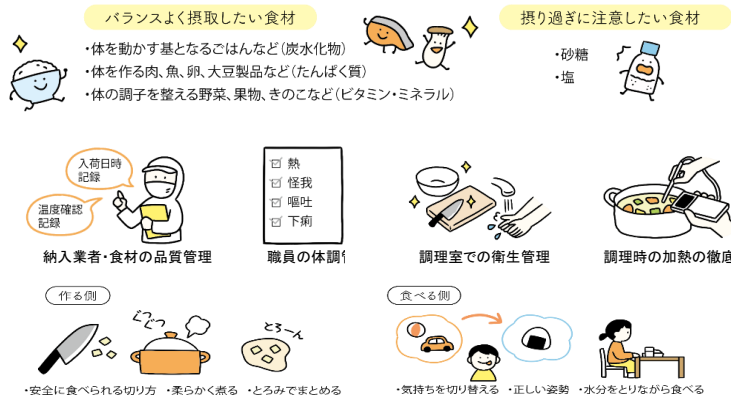 バランスよく摂取したい食材
・体を動かす基となるごはんなど(炭水化物)
・体を作る肉、魚、卵、大豆製品など(たんぱく質)
・体の調子を整える野菜、果物、きのこなど(ビタミン・ミネラル)
摂り過ぎに注意したい食材
・砂糖
・塩
入荷日時
記録
温度確認
記録
納入業者・食材の品質管理
熱
怪我
嘔吐
下痢
職員の体調
調理室での衛生管理
調理時の加熱の徹底
作る側
ぐつぐつ
とろーん
・安全に食べられる切り方 ・柔らかく煮る ・とろみでまとめる
食べる側
・気持ちを切り替える ・正しい姿勢 ・水分をとりながら食べる